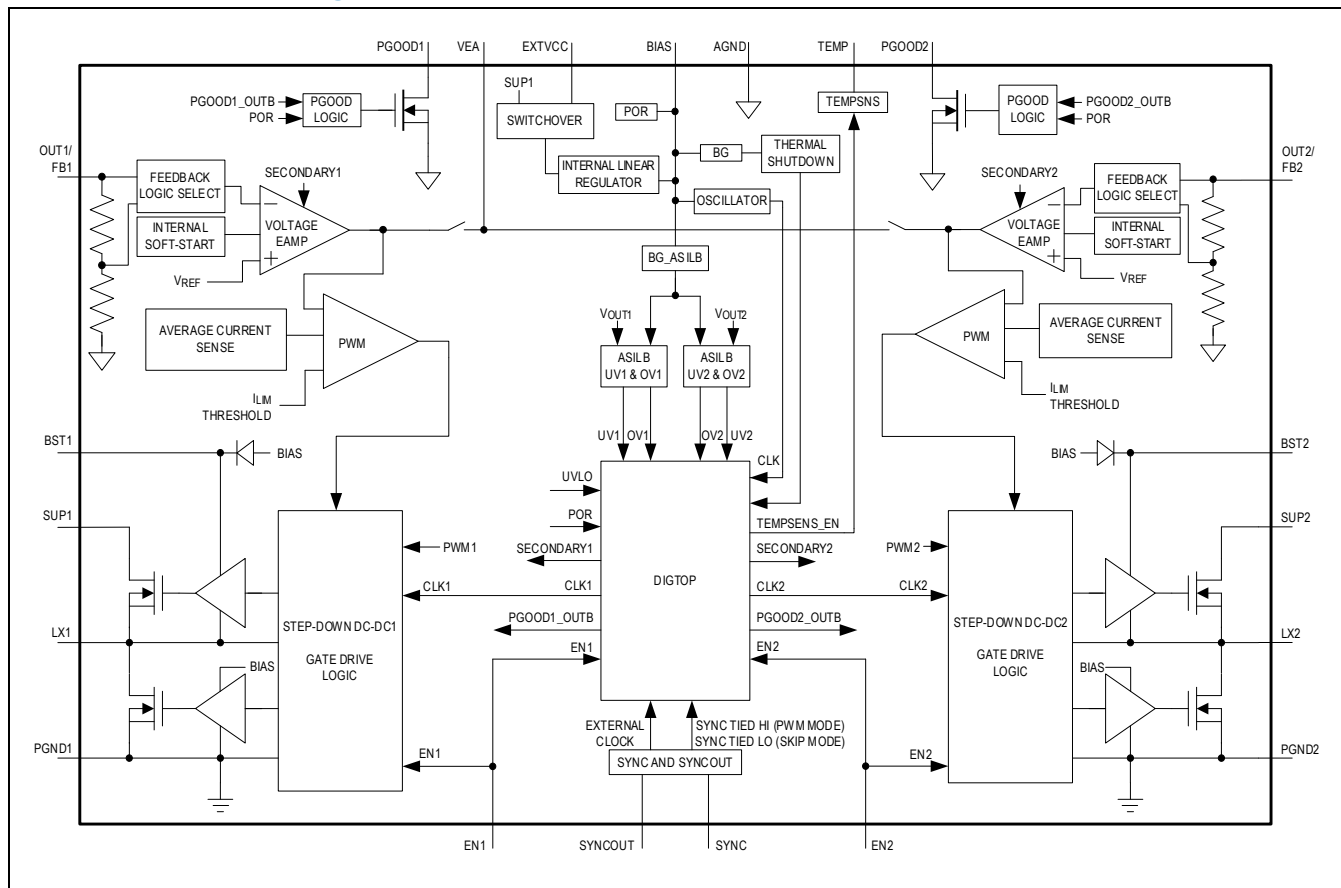 PGOOD1
VEA
EXTVCC
BIAS
AGND
TEMP
PGOOD2
SUP1
PGOOD1_OUTB
POR
PGOOD
LOGIC
SWITCHOVER
POR
TEMPSNS
PGOOD
LOGIC
PGOOD2_OUTB
POR
OUT1/
FB1
FEEDBACK
LOGIC SELECT
SECONDARY1
INTERNAL LINEAR
REGULATOR
BG
THERMAL
SHUTDOWN
OSCILLATOR
SECONDARY2
FEEDBACK
LOGIC SELECT
OUT2/
FB2
INTERNAL
SOFT-START
−
VOLTAGE
EAMP
+
VREF
BG_ASILB
−
VOLTAGE
EAMP
+
INTERNAL
SOFT-START
VREF
AVERAGE CURRENT
SENSE
PWM
ILIM
THRESHOLD
VOUT1
VOUT2
ASILB
UV1 & OV1
ASILB
UV2 & OV2
PWM
AVERAGE CURRENT
SENSE
ILIM
THRESHOLD
UV1
OV1
OV2
UV2
BST1
BIAS
CLK
BIAS
BST2
UVLO
SUP1
POR
TEMPSENS_EN
SUP2
PWM1
SECONDARY1
SECONDARY2
PWM2
DIGTOP
CLK1
CLK1
CLK2
CLK2
LX1
STEP-DOWN DC-DC1
GATE DRIVE
LOGIC
PGOOD1_OUTB
PGOOD2_OUTB
STEP-DOWN DC-DC2
GATE DRIVE
LOGIC
LX2
BIAS
EN1
EN2
BIAS
EXTERNAL
CLOCK
SYNC TIED HI (PWM MODE)
SYNC TIED LO (SKIP MODE)
PGND1
EN1
SYNC AND SYNCOUT
EN2
PGND2
EN1
SYNCOUT
SYNC
EN2